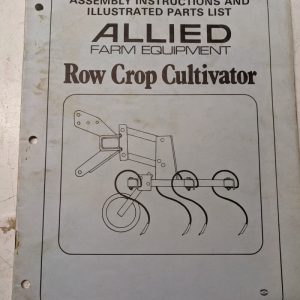 ASSEMBLY INSTRUCTIONS AND
ILLUSTRATED PARTS LIST
ALLIED
FARM EQUIPMENT
Row Crop Cultivator